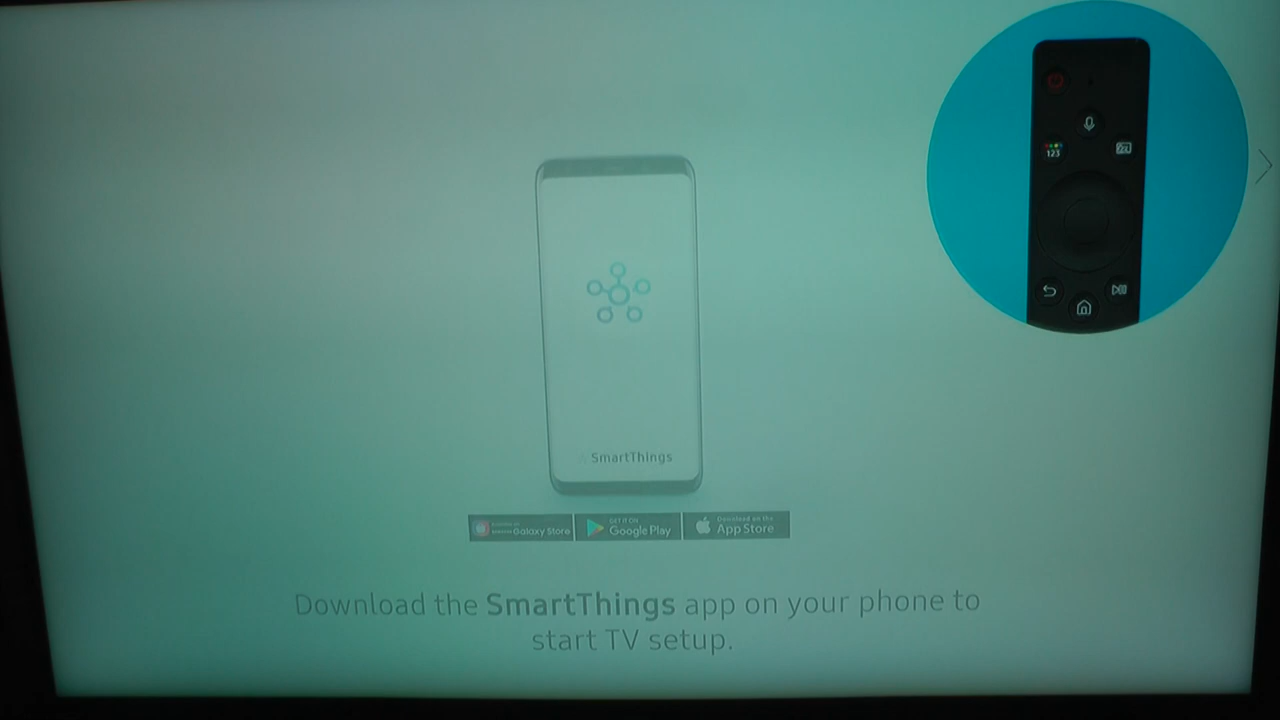 123
SmartThings
Galaxy Store
GET IT ON
Google Play
Download on the
App Store
Download the SmartThings app on your phone to
start TV setup.